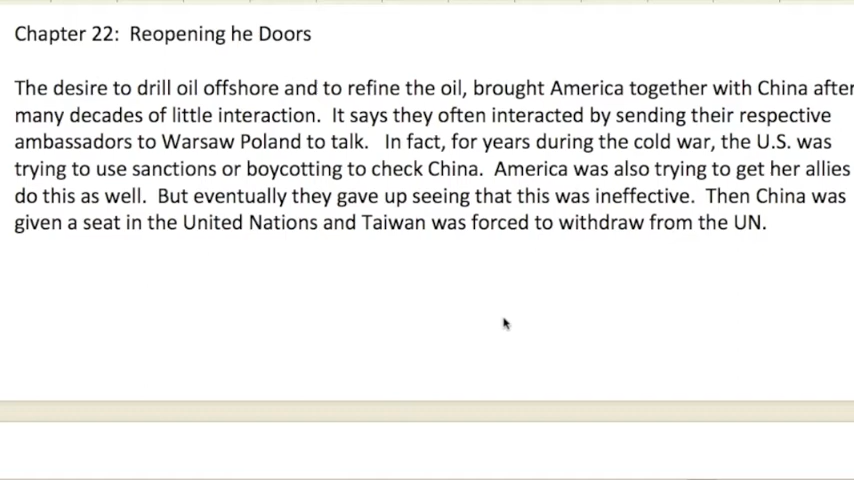 Chapter 22:  Reopening he Doors
The desire to drill oil offshore and to refine the oil, brought America together with China after
many decades of little interaction.  It says they often interacted by sending their respective
ambassadors to Warsaw Poland to talk.   In fact, for years during the cold war, the U.S. was
trying to use sanctions or boycotting to check China.  America was also trying to get her allies
do this as well.  But eventually they gave up seeing that this was ineffective.  Then China was
given a seat in the United Nations and Taiwan was forced to withdraw from the UN.